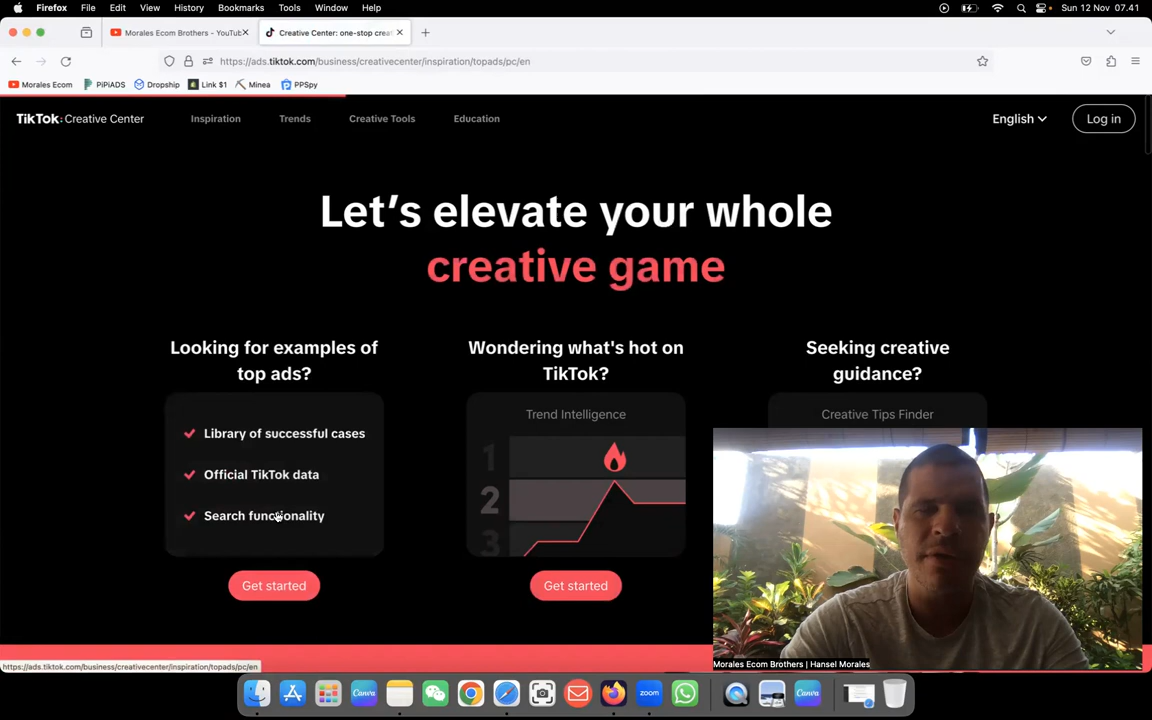 Firefox File Edit View History Bookmarks Tools Window Help Sun 12 Nov 07.41
Morales Ecom Brothers - YouTub Creative Center: one-stop creat
https://ads.tiktok.com/business/creativecenter/inspiration/topads/pc/en
Morales Ecom PiPiADS Dropship Link $1 Minea PPSpy
TikTok: Creative Center Inspiration Trends Creative Tools Education English Log in
Let's elevate your whole
creative game
Looking for examples of
top ads?
Library of successful cases
Official TikTok data
Search functionality
Get started
Wondering what's hot on
TikTok?
Trend Intelligence
1
2
3
Get started
Seeking creative
guidance?
Creative Tips Finder
Morales Ecom Brothers | Hansel Morales
https://ads.tiktok.com/business/creativecenter/inspiration/topads/pc/en
Canva
zoom
Canva